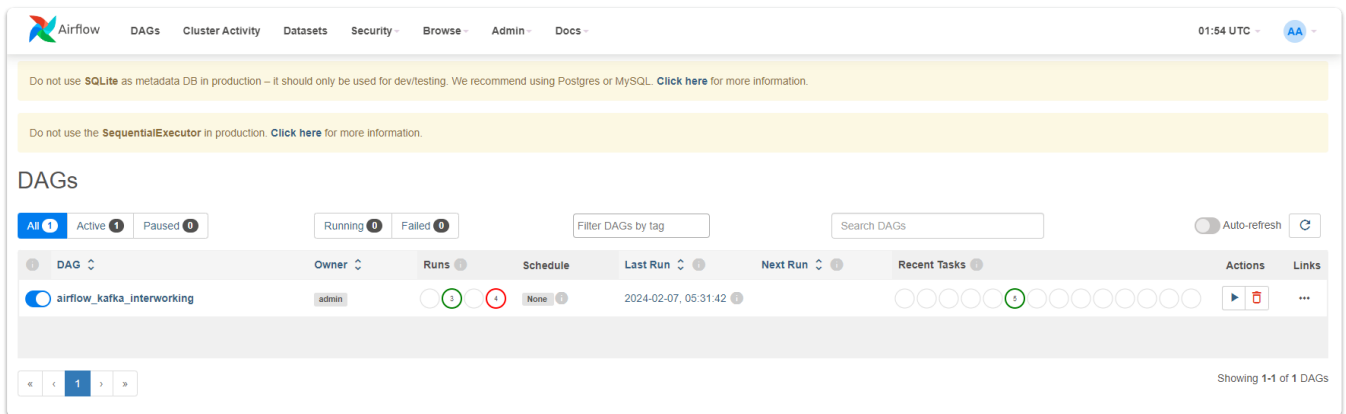 Airflow DAGs Cluster Activity Datasets Security Browse Admin Docs 01:54 UTC AA
Do not use SQLite as metadata DB in production – it should only be used for dev/testing. We recommend using Postgres or MySQL. Click here for more information.
Do not use the SequentialExecutor in production. Click here for more information.
DAGs
All 1 Active 1 Paused 0 Running 0 Failed 0 Filter DAGs by tag Search DAGs Auto-refresh
i DAG Owner Runs i Schedule Last Run i Next Run i Recent Tasks i Actions Links
airflow_kafka_interworking admin 3 4 None i 2024-02-07, 05:31:42 i 5 ...
« ‹ 1 › » Showing 1-1 of 1 DAGs